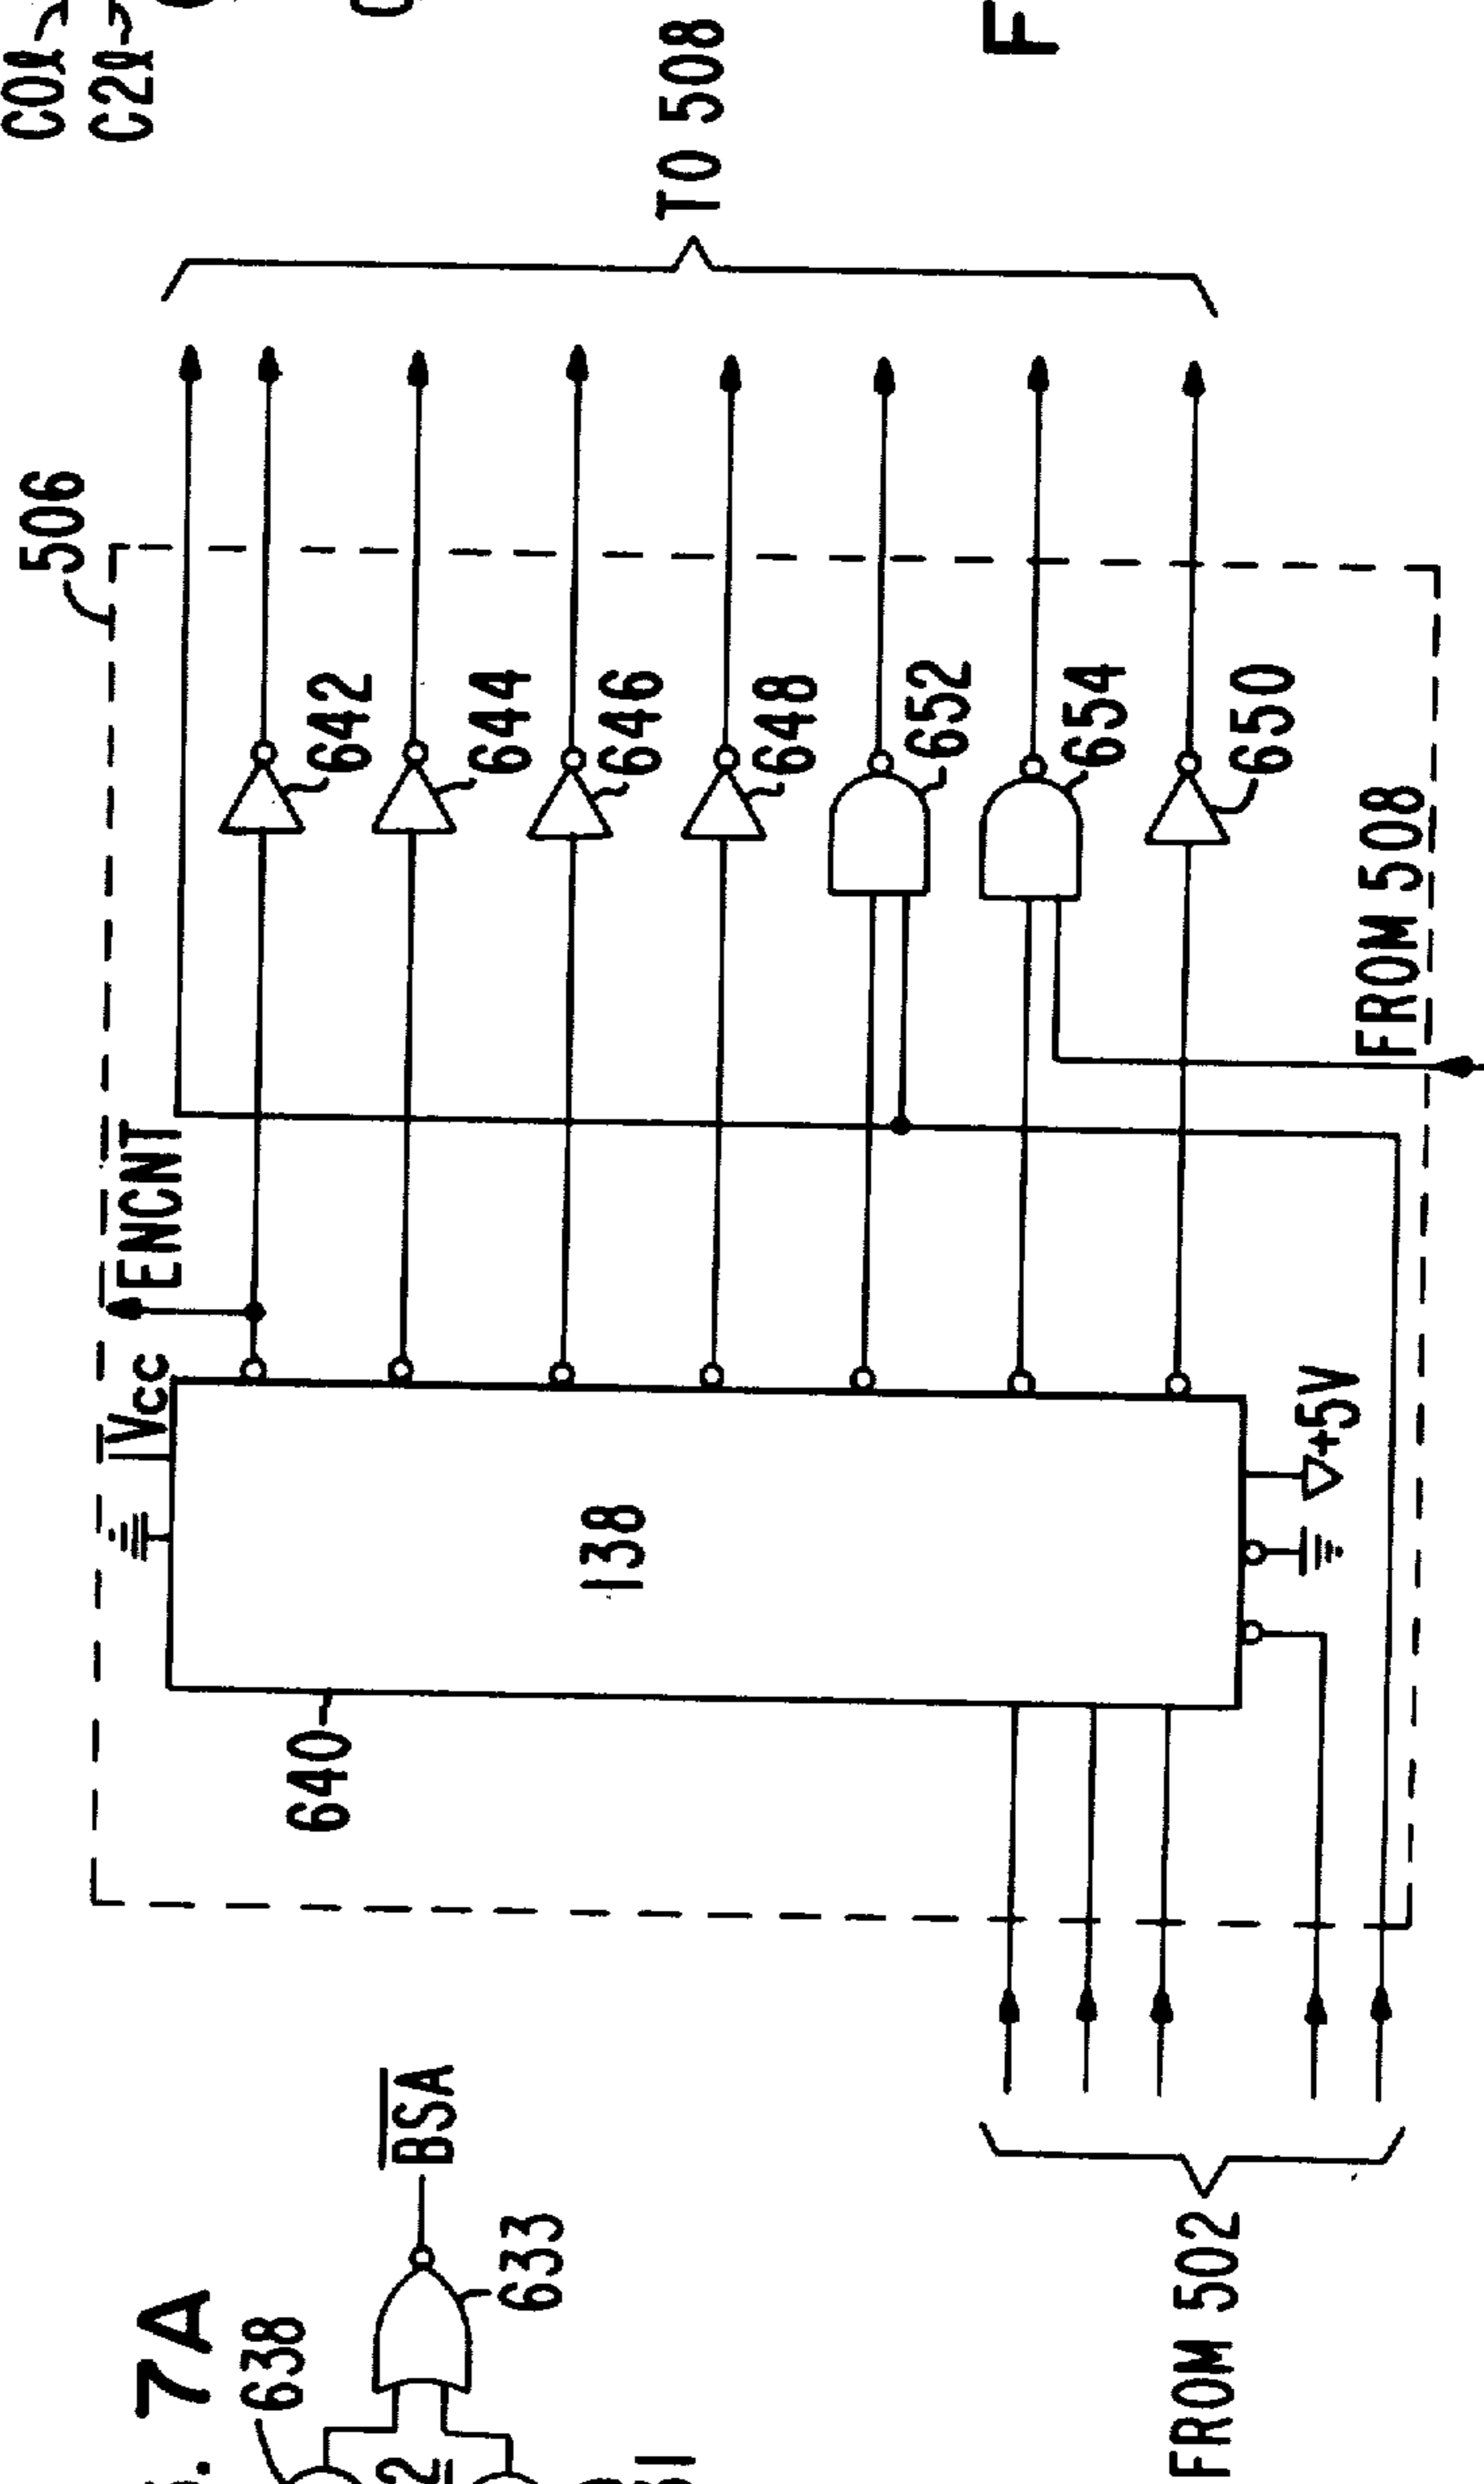 C0ℓ
C2ℓ
TO 508
F
506
642
644
646
648
652
654
650
FROM 508
ENCNT
Vcc
138
+5V
640
B̅S̅A̅
633
7A
638
FROM 502